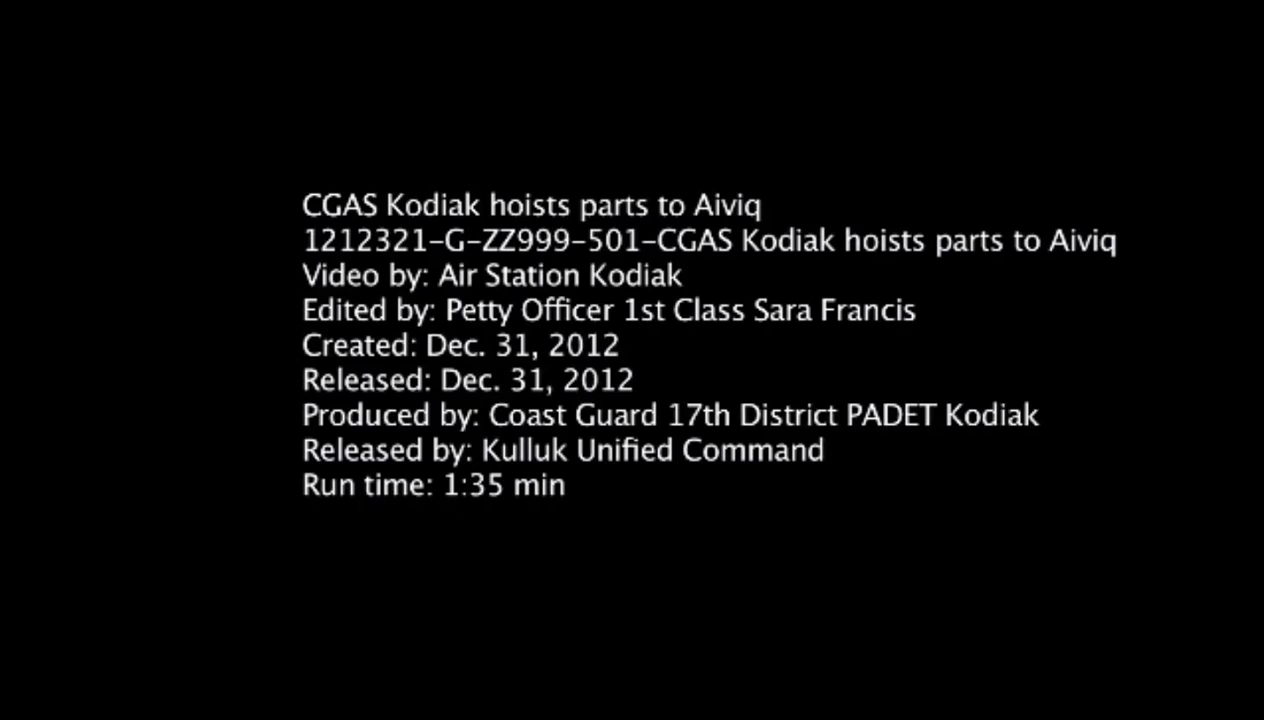 CGAS Kodiak hoists parts to Aiviq
1212321-G-ZZ999-501-CGAS Kodiak hoists parts to Aiviq
Video by: Air Station Kodiak
Edited by: Petty Officer 1st Class Sara Francis
Created: Dec. 31, 2012
Released: Dec. 31, 2012
Produced by: Coast Guard 17th District PADET Kodiak
Released by: Kulluk Unified Command
Run time: 1:35 min